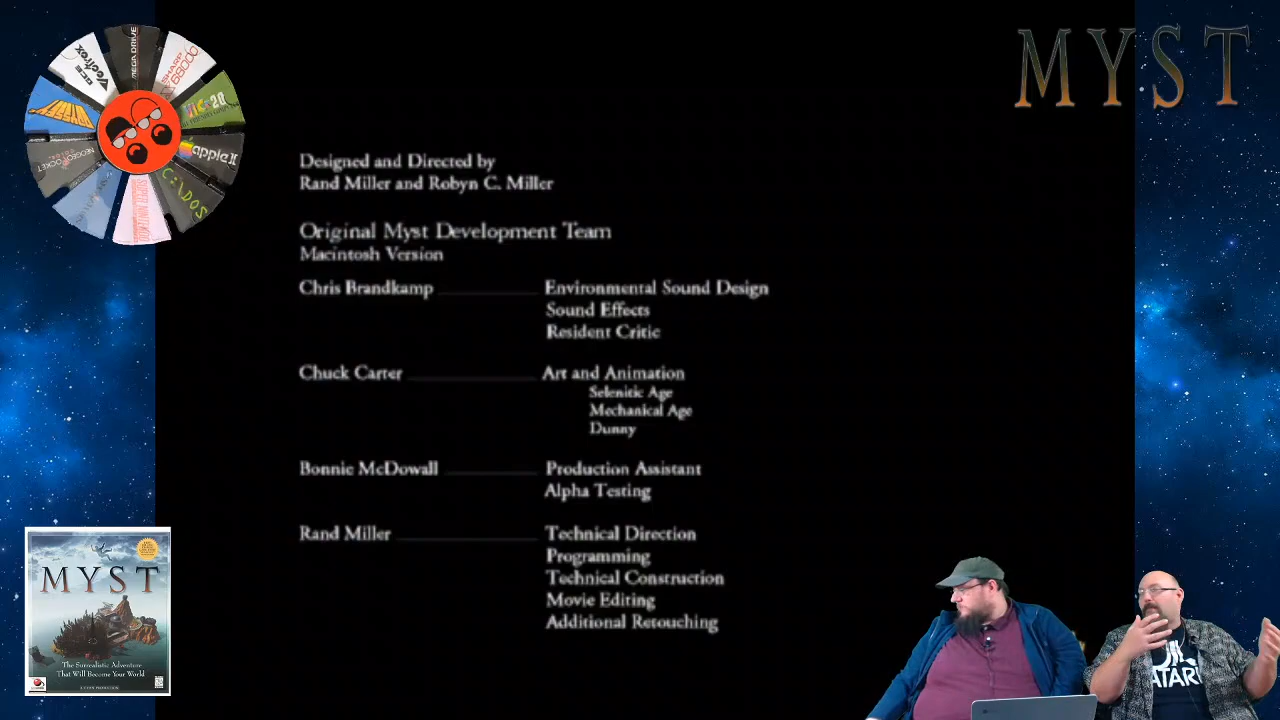 MYST
GCE
Vectrex
MEGA DRIVE
SHARP
X68000
apple II
C:\DOS
Designed and Directed by
Rand Miller and Robyn C. Miller
Original Myst Development Team
Macintosh Version
Chris Brandkamp Environmental Sound Design
Sound Effects
Resident Critic
Chuck Carter Art and Animation
Selenitic Age
Mechanical Age
Dunny
Bonnie McDowall Production Assistant
Alpha Testing
Rand Miller Technical Direction
Programming
Technical Construction
Movie Editing
Additional Retouching
MYST
The Surrealistic Adventure
That Will Become Your World
ATARI